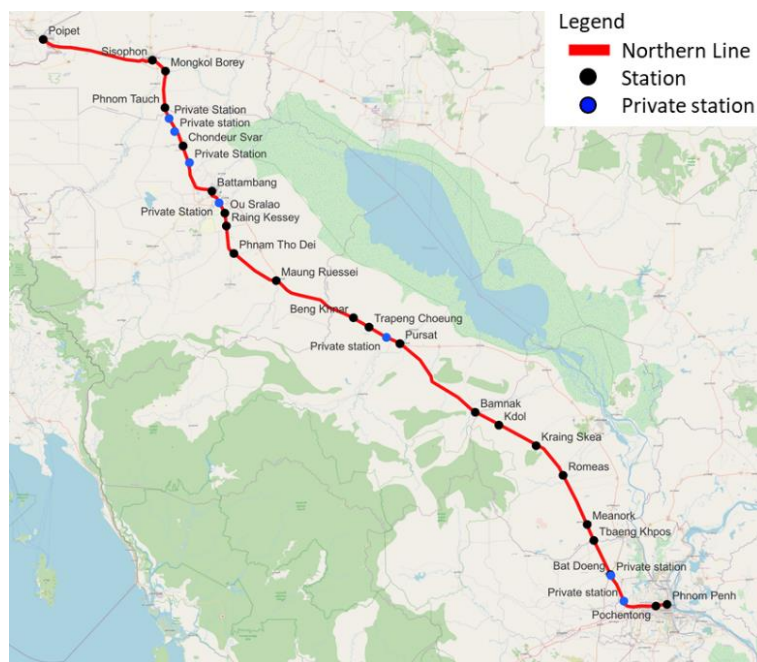 Legend
Northern Line
Station
Private station
Poipet
Sisophon
Mongkol Borey
Phnom Tauch
Private Station
Private station
Chondeur Svar
Private Station
Battambang
Ou Sralao
Private Station
Raing Kessey
Phnam Tho Dei
Maung Ruessei
Beng Khnar
Trapeng Choeung
Private station
Pursat
Bamnak
Kdol
Kraing Skea
Romeas
Meanork
Tbaeng Khpos
Bat Doeng
Private station
Private station
Phnom Penh
Pochentong